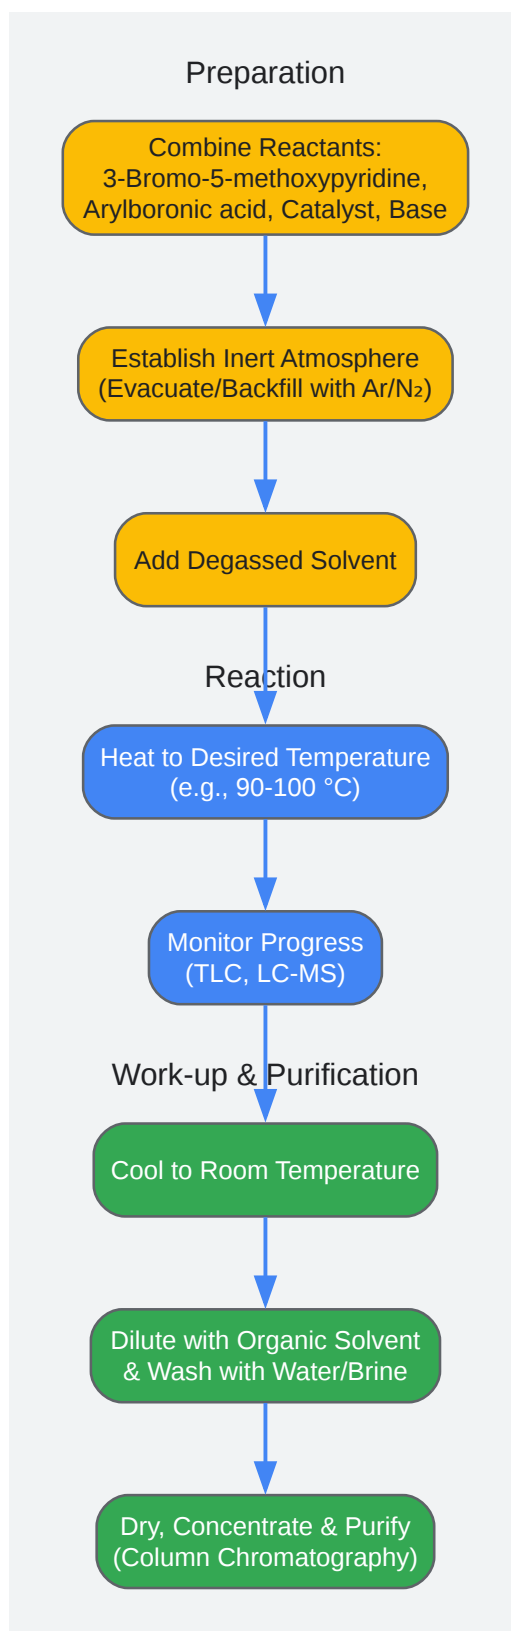 Preparation
Combine Reactants:
3-Bromo-5-methoxypyridine,
Arylboronic acid, Catalyst, Base
Establish Inert Atmosphere
(Evacuate/Backfill with Ar/N₂)
Add Degassed Solvent
Reaction
Heat to Desired Temperature
(e.g., 90-100 °C)
Monitor Progress
(TLC, LC-MS)
Work-up & Purification
Cool to Room Temperature
Dilute with Organic Solvent
& Wash with Water/Brine
Dry, Concentrate & Purify
(Column Chromatography)